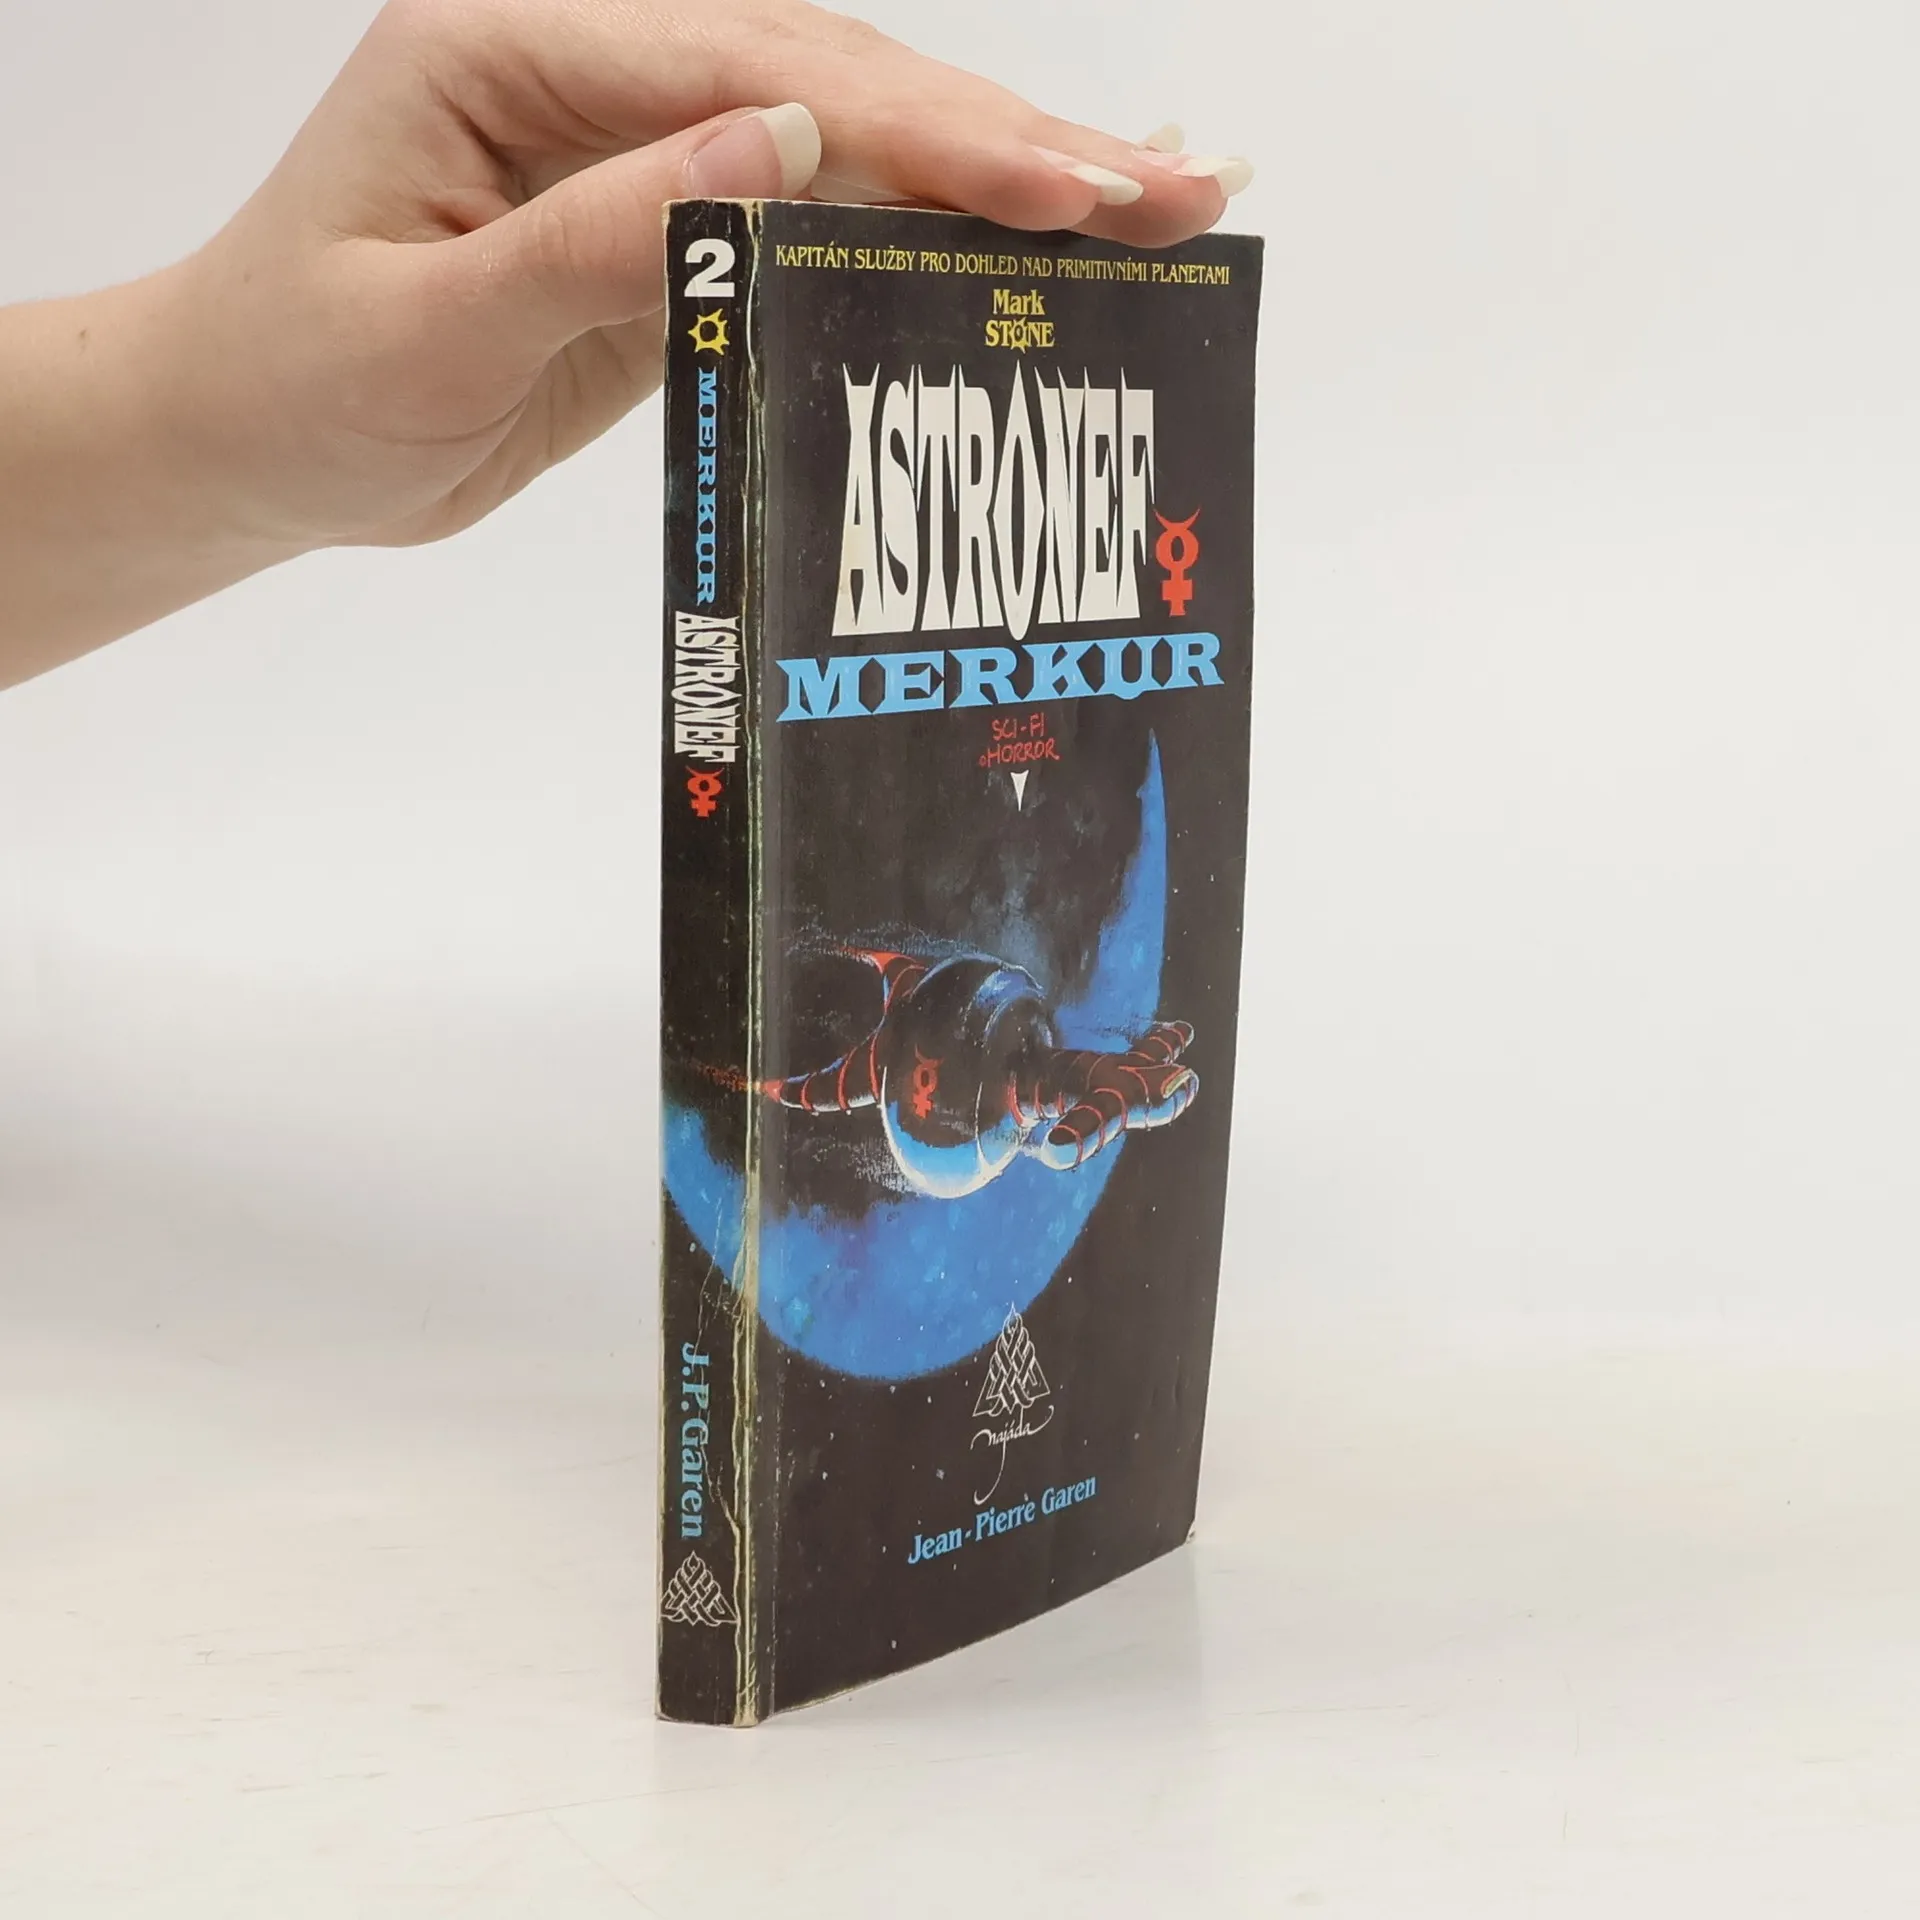 2
MERKUR
ASTRONEF
J.P.Garen
KAPITÁN SLUŽBY PRO DOHLED NAD PRIMITIVNÍMI PLANETAMI
Mark
STONE
ASTRONEF
MERKUR
SCI-FI
HORROR
najáda
Jean-Pierre Garen